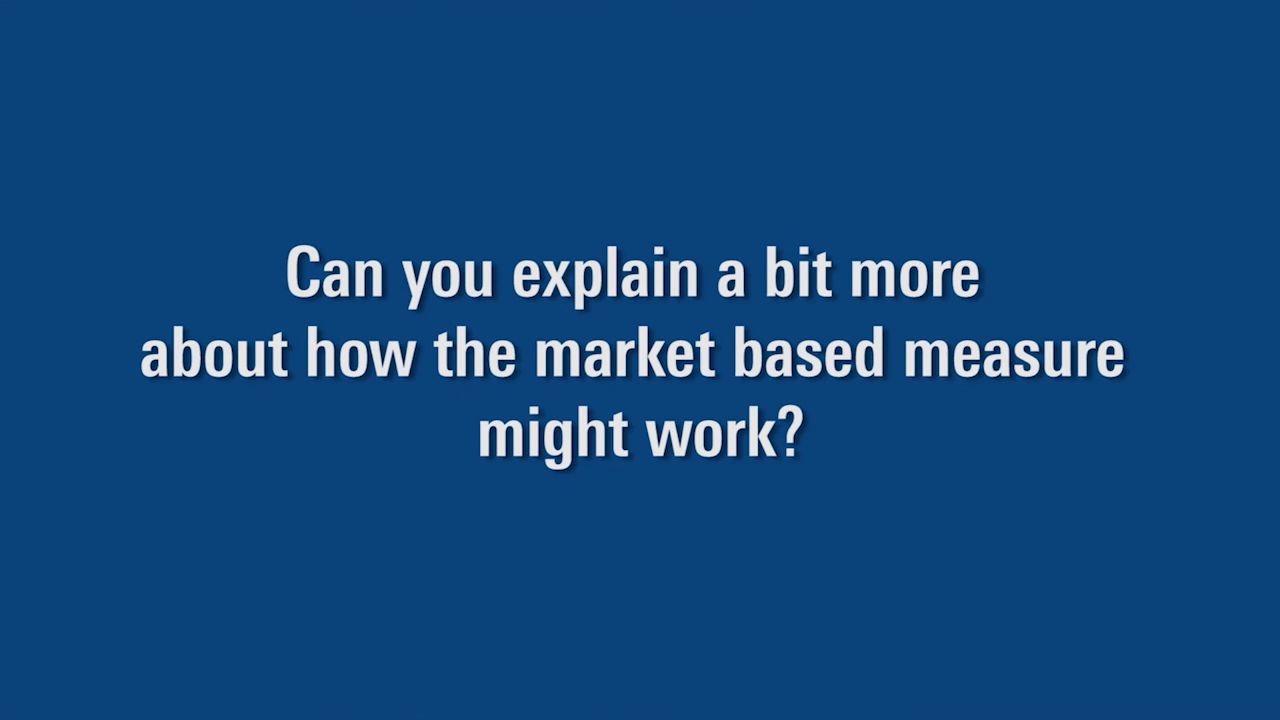 Can you explain a bit more
about how the market based measure
might work?